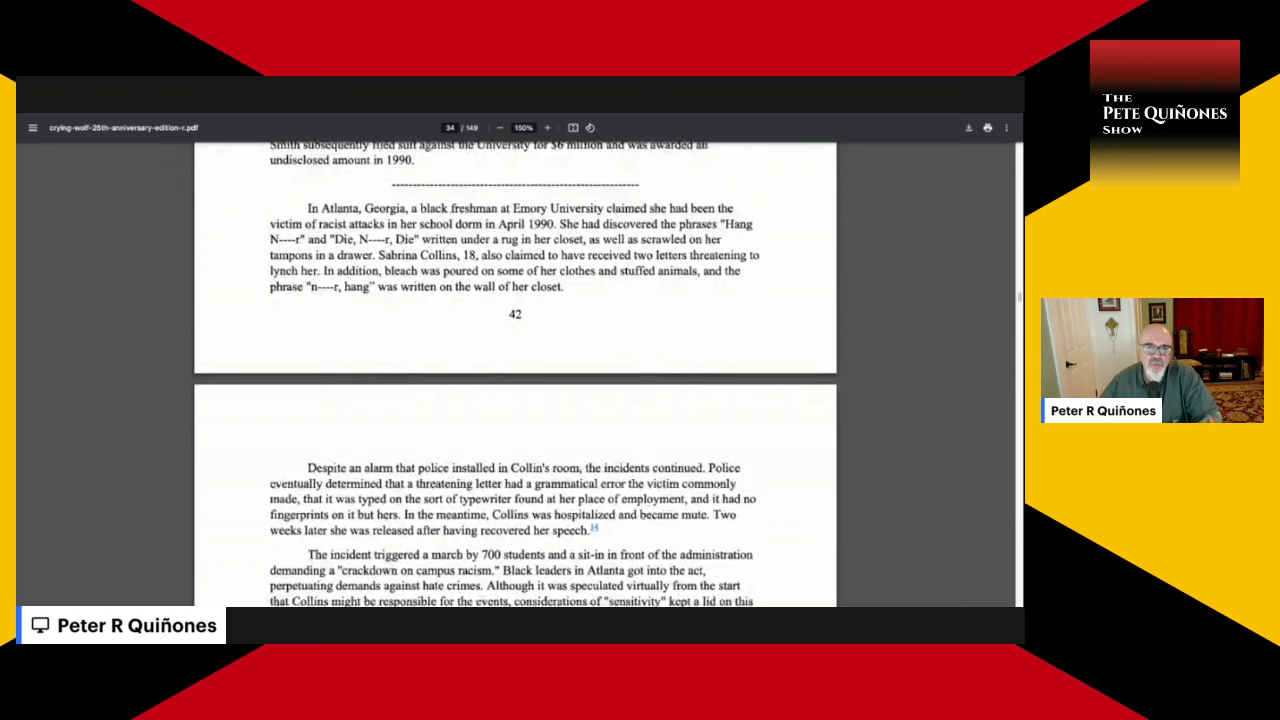 THE
PETE QUIÑONES
SHOW
crying-wolf-25th-anniversary-edition-r.pdf
34 / 149
150%
Smith subsequently filed suit against the University for $6 million and was awarded an
undisclosed amount in 1990.
-----------------------------------------------------------
In Atlanta, Georgia, a black freshman at Emory University claimed she had been the
victim of racist attacks in her school dorm in April 1990. She had discovered the phrases "Hang
N----r" and "Die, N----r, Die" written under a rug in her closet, as well as scrawled on her
tampons in a drawer. Sabrina Collins, 18, also claimed to have received two letters threatening to
lynch her. In addition, bleach was poured on some of her clothes and stuffed animals, and the
phrase "n----r, hang" was written on the wall of her closet.
42
Despite an alarm that police installed in Collin's room, the incidents continued. Police
eventually determined that a threatening letter had a grammatical error the victim commonly
made, that it was typed on the sort of typewriter found at her place of employment, and it had no
fingerprints on it but hers. In the meantime, Collins was hospitalized and became mute. Two
weeks later she was released after having recovered her speech.14
The incident triggered a march by 700 students and a sit-in in front of the administration
demanding a "crackdown on campus racism." Black leaders in Atlanta got into the act,
perpetuating demands against hate crimes. Although it was speculated virtually from the start
that Collins might be responsible for the events, considerations of "sensitivity" kept a lid on this
Peter R Quiñones
Peter R Quiñones